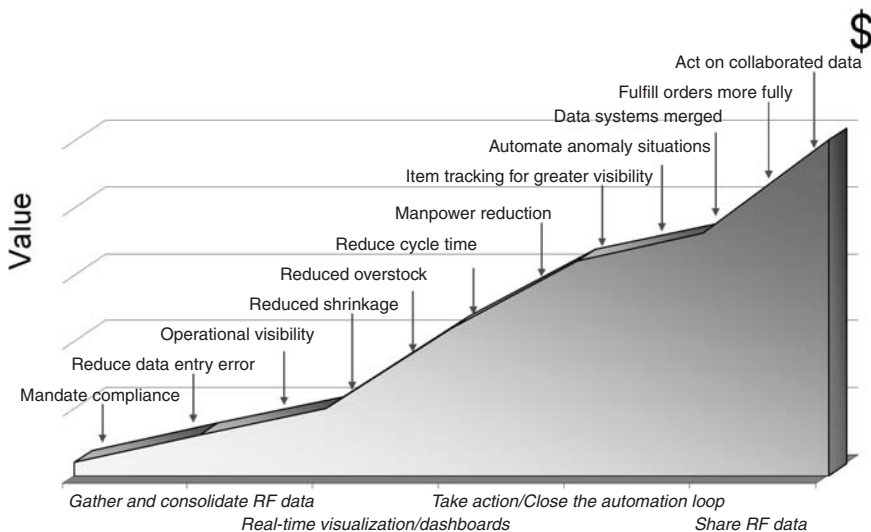 $
Act on collaborated data
Fulfill orders more fully
Data systems merged
Automate anomaly situations
Item tracking for greater visibility
Manpower reduction
Reduce cycle time
Reduced overstock
Reduced shrinkage
Operational visibility
Reduce data entry error
Mandate compliance
Value
Gather and consolidate RF data
Take action/Close the automation loop
Real-time visualization/dashboards
Share RF data